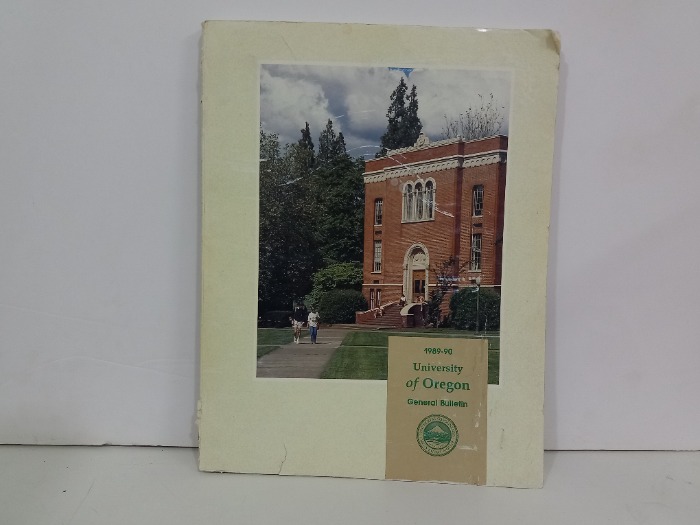 1989-90
University
of Oregon
General Bulletin